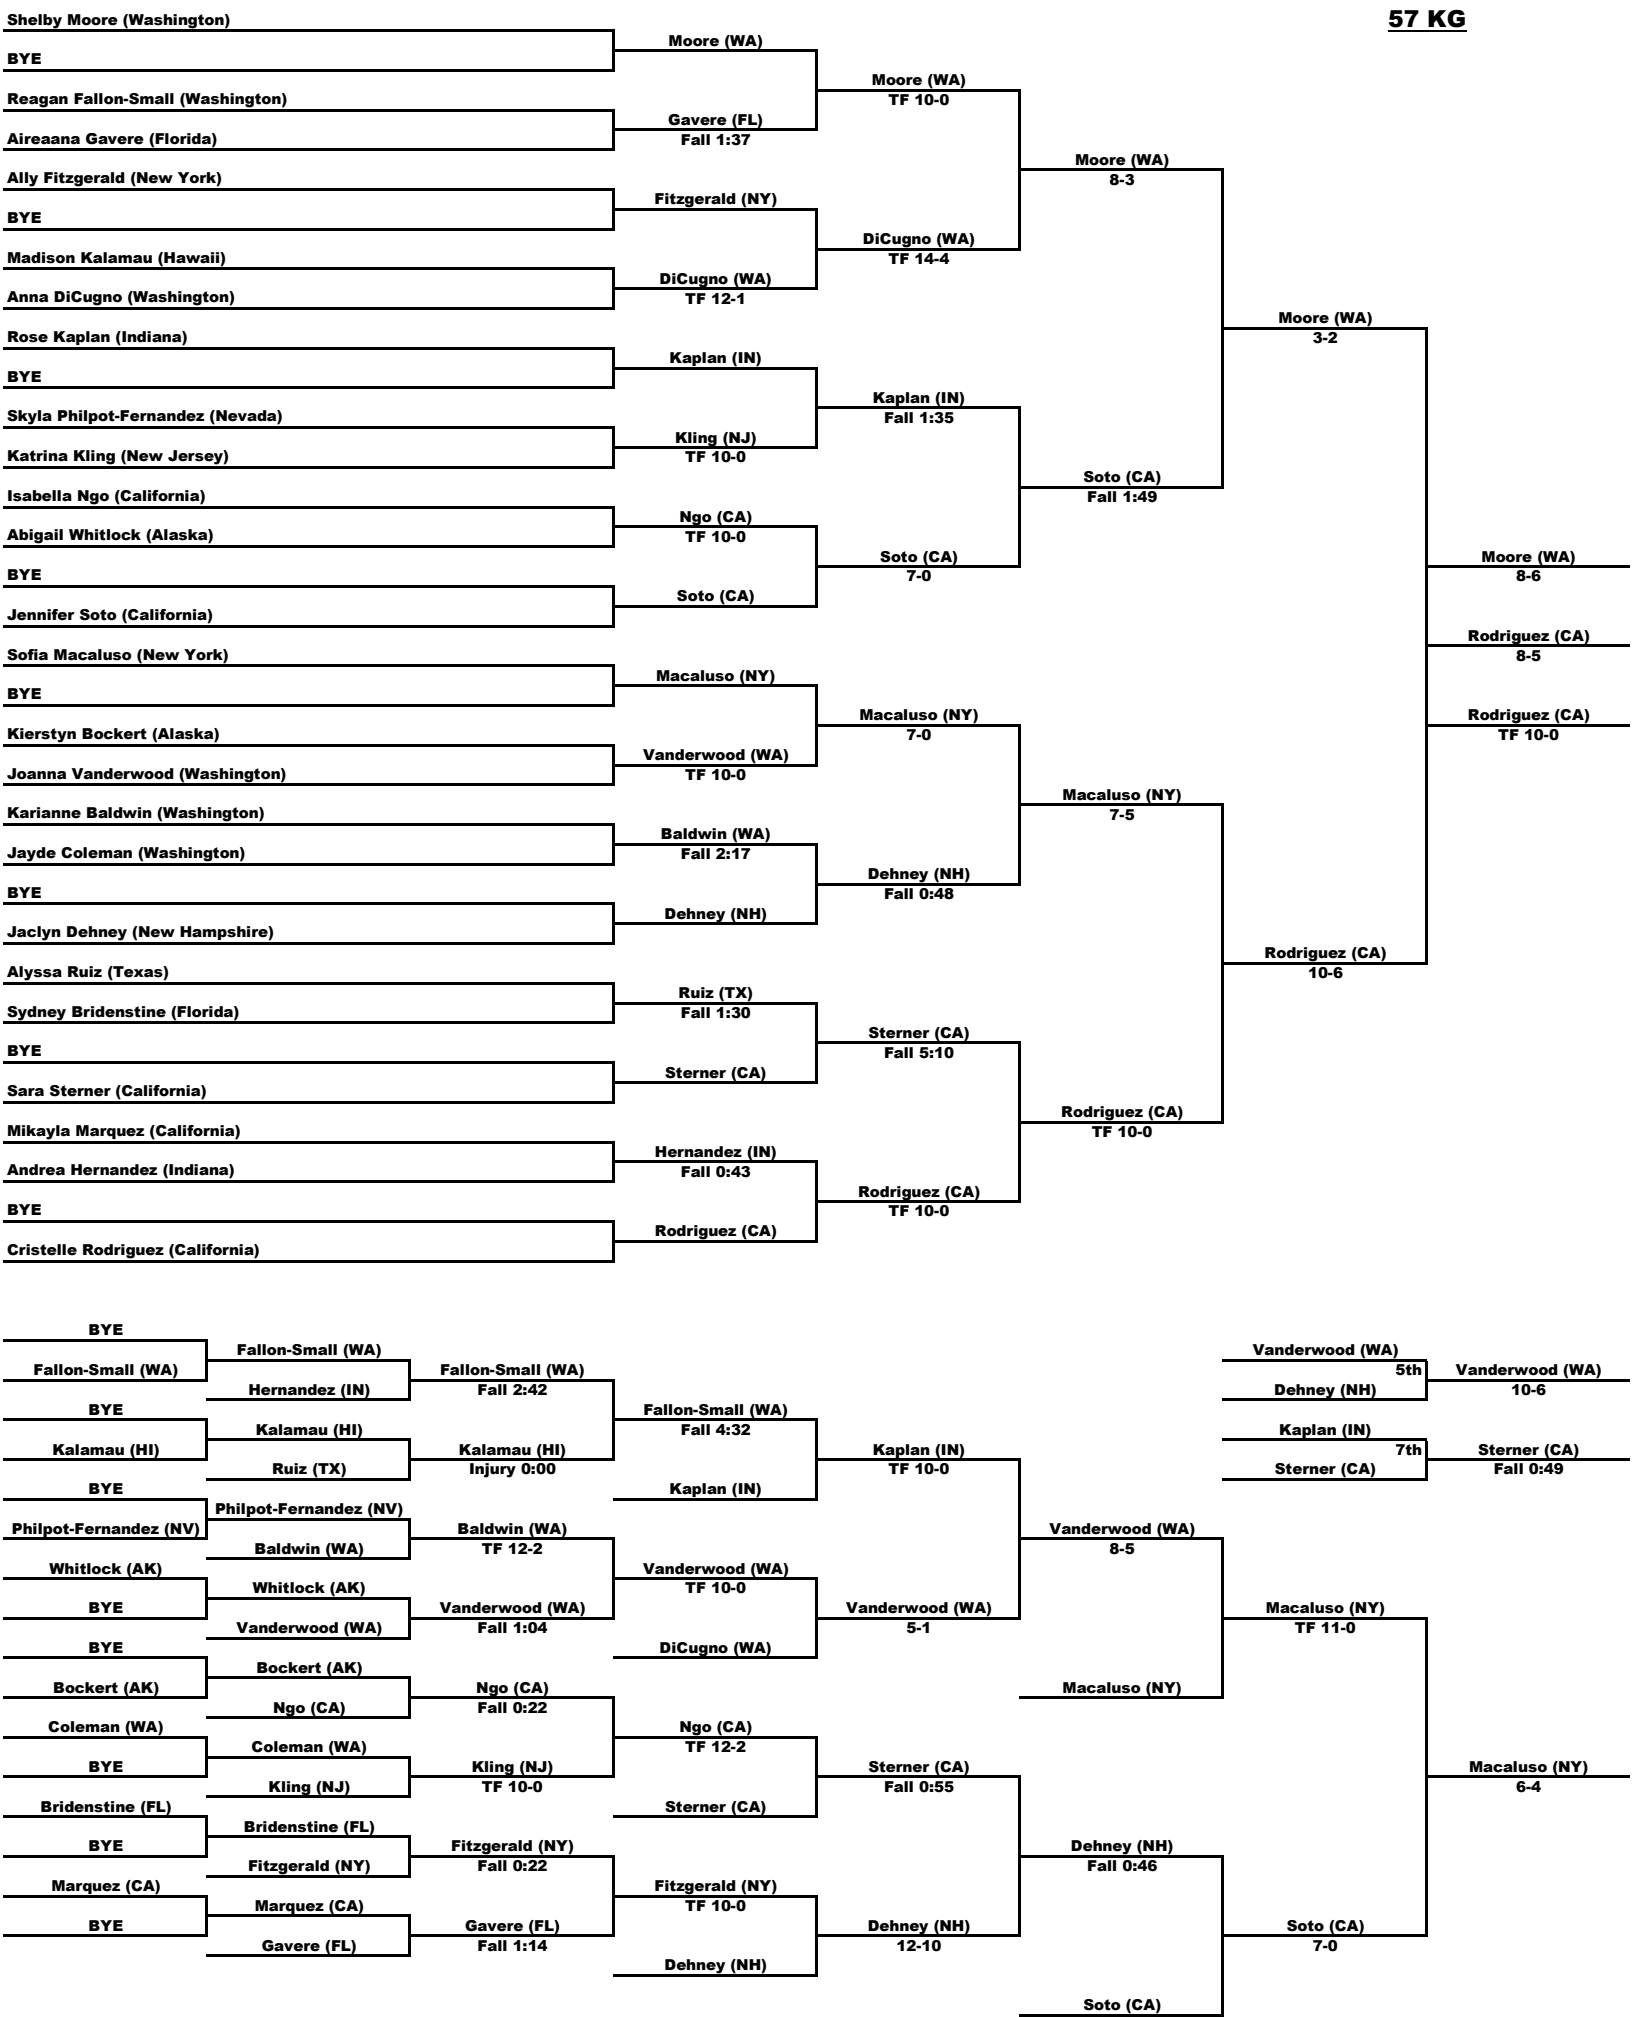 57 KG
Shelby Moore (Washington)
Moore (WA)
BYE
Moore (WA)
TF 10-0
Reagan Fallon-Small (Washington)
Gavere (FL)
Fall 1:37
Aireaana Gavere (Florida)
Moore (WA)
8-3
Ally Fitzgerald (New York)
Fitzgerald (NY)
BYE
DiCugno (WA)
TF 14-4
Madison Kalamau (Hawaii)
DiCugno (WA)
TF 12-1
Anna DiCugno (Washington)
Moore (WA)
3-2
Rose Kaplan (Indiana)
Kaplan (IN)
BYE
Kaplan (IN)
Fall 1:35
Skyla Philpot-Fernandez (Nevada)
Kling (NJ)
TF 10-0
Katrina Kling (New Jersey)
Soto (CA)
Fall 1:49
Isabella Ngo (California)
Ngo (CA)
TF 10-0
Abigail Whitlock (Alaska)
Soto (CA)
7-0
Moore (WA)
8-6
BYE
Soto (CA)
Jennifer Soto (California)
Rodriguez (CA)
8-5
Sofia Macaluso (New York)
Macaluso (NY)
BYE
Macaluso (NY)
7-0
Rodriguez (CA)
TF 10-0
Kierstyn Bockert (Alaska)
Vanderwood (WA)
TF 10-0
Joanna Vanderwood (Washington)
Macaluso (NY)
7-5
Karianne Baldwin (Washington)
Baldwin (WA)
Fall 2:17
Jayde Coleman (Washington)
Dehney (NH)
Fall 0:48
BYE
Dehney (NH)
Jaclyn Dehney (New Hampshire)
Rodriguez (CA)
10-6
Alyssa Ruiz (Texas)
Ruiz (TX)
Fall 1:30
Sydney Bridenstine (Florida)
Sterner (CA)
Fall 5:10
BYE
Sterner (CA)
Sara Sterner (California)
Rodriguez (CA)
TF 10-0
Mikayla Marquez (California)
Hernandez (IN)
Fall 0:43
Andrea Hernandez (Indiana)
Rodriguez (CA)
TF 10-0
BYE
Rodriguez (CA)
Cristelle Rodriguez (California)
BYE
Fallon-Small (WA)
Vanderwood (WA)
Fallon-Small (WA)
Fallon-Small (WA)
Fall 2:42
5th
Vanderwood (WA)
10-6
Hernandez (IN)
Dehney (NH)
BYE
Fallon-Small (WA)
Fall 4:32
Kalamau (HI)
Kaplan (IN)
Kalamau (HI)
Kalamau (HI)
Injury 0:00
Kaplan (IN)
TF 10-0
7th
Sterner (CA)
Fall 0:49
Ruiz (TX)
Sterner (CA)
BYE
Kaplan (IN)
Philpot-Fernandez (NV)
Philpot-Fernandez (NV)
Baldwin (WA)
TF 12-2
Vanderwood (WA)
8-5
Baldwin (WA)
Whitlock (AK)
Vanderwood (WA)
TF 10-0
Whitlock (AK)
BYE
Vanderwood (WA)
Fall 1:04
Vanderwood (WA)
5-1
Macaluso (NY)
TF 11-0
Vanderwood (WA)
BYE
DiCugno (WA)
Bockert (AK)
Bockert (AK)
Ngo (CA)
Fall 0:22
Macaluso (NY)
Ngo (CA)
Coleman (WA)
Ngo (CA)
TF 12-2
Coleman (WA)
BYE
Kling (NJ)
TF 10-0
Sterner (CA)
Fall 0:55
Macaluso (NY)
6-4
Kling (NJ)
Bridenstine (FL)
Sterner (CA)
Bridenstine (FL)
BYE
Fitzgerald (NY)
Fall 0:22
Dehney (NH)
Fall 0:46
Fitzgerald (NY)
Marquez (CA)
Fitzgerald (NY)
TF 10-0
Marquez (CA)
BYE
Gavere (FL)
Fall 1:14
Dehney (NH)
12-10
Soto (CA)
7-0
Gavere (FL)
Dehney (NH)
Soto (CA)